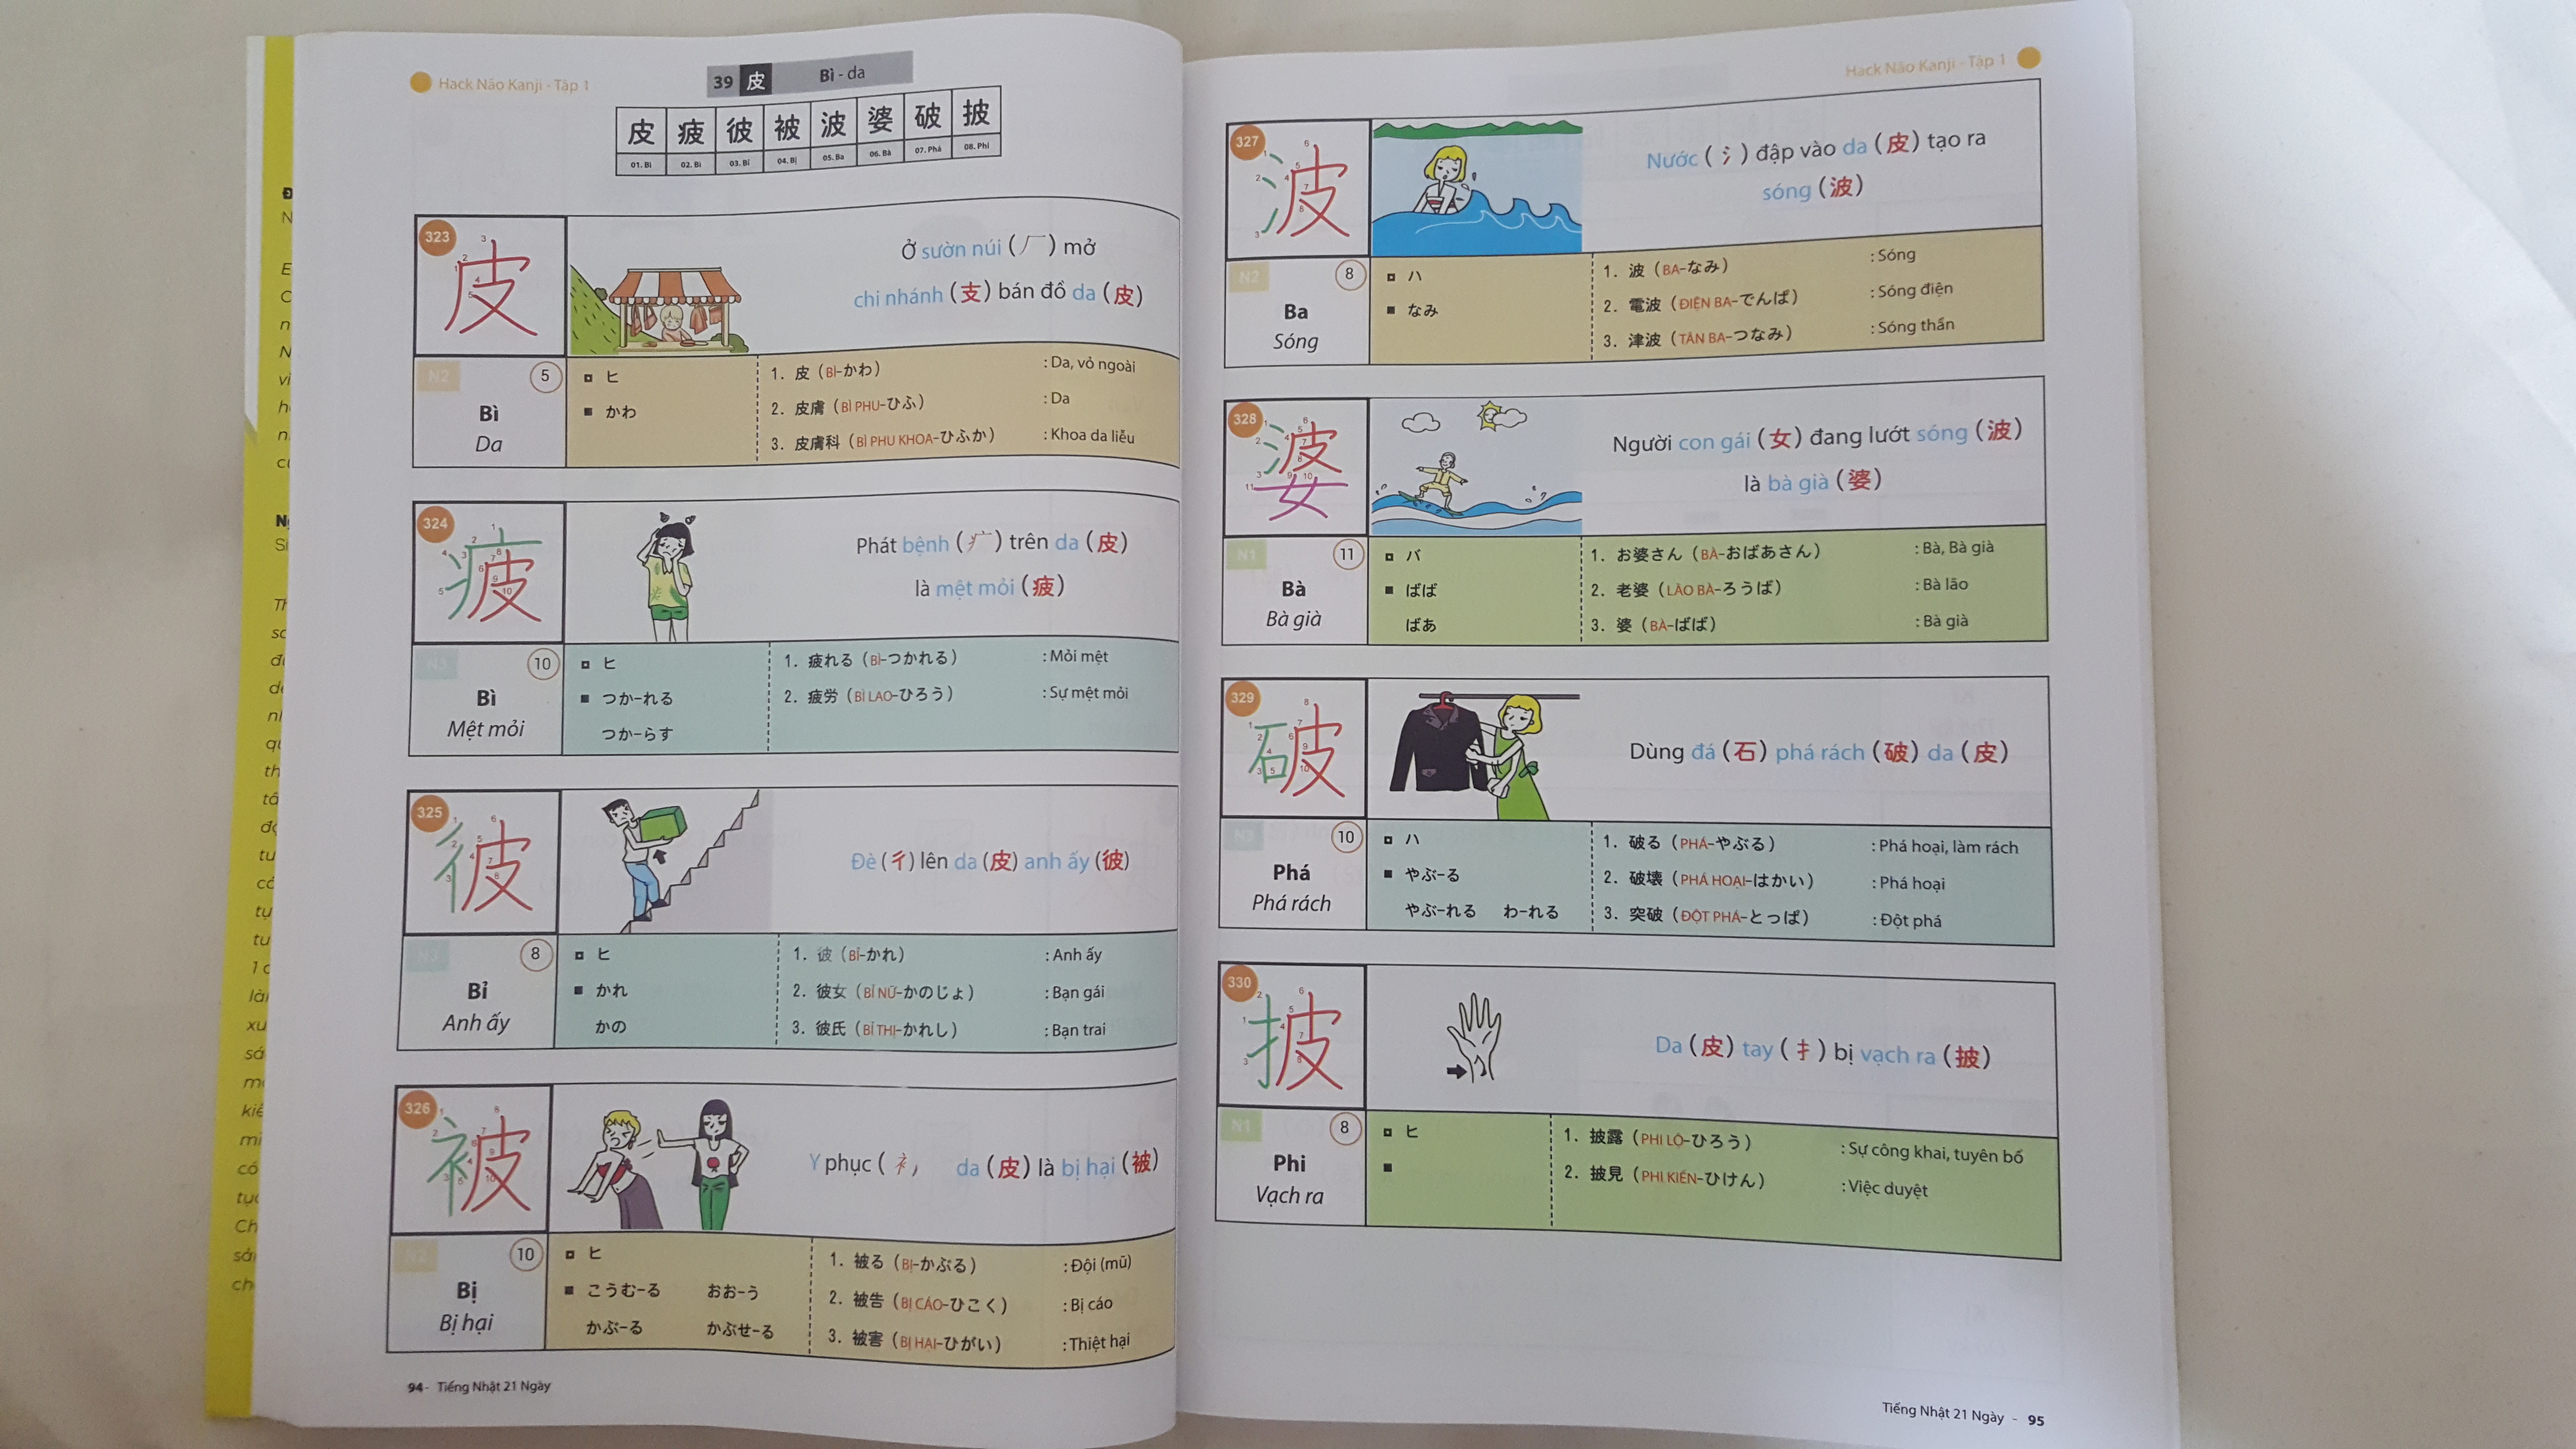 Hack Não Kanji - Tập 1
39 皮 Bì - da
皮 疲 彼 被 波 婆 破 披
01. Bì 02. Bì 03. Bỉ 04. Bị 05. Ba 06. Bà 07. Phá 08. Phi
323
皮
Ở sườn núi (厂) mở
chi nhánh (支) bán đồ da (皮)
N2
Bì
Da
5
ヒ
かわ
1. 皮 (BÌ-かわ) : Da, vỏ ngoài
2. 皮膚 (BÌ PHU-ひふ) : Da
3. 皮膚科 (BÌ PHU KHOA-ひふか) : Khoa da liễu
324
疲
Phát bệnh (疒) trên da (皮)
là mệt mỏi (疲)
N3
Bì
Mệt mỏi
10
ヒ
つかーれる
つかーらす
1. 疲れる (BÌ-つかれる) : Mỏi mệt
2. 疲労 (BÌ LAO-ひろう) : Sự mệt mỏi
325
彼
Đè (彳) lên da (皮) anh ấy (彼)
N3
Bỉ
Anh ấy
8
ヒ
かれ
かの
1. 彼 (BỈ-かれ) : Anh ấy
2. 彼女 (BỈ NỮ-かのじょ) : Bạn gái
3. 彼氏 (BỈ THỊ-かれし) : Bạn trai
326
被
Y phục (衤, da (皮) là bị hại (被)
N2
Bị
Bị hại
10
ヒ
こうむーる おおーう
かぶーる かぶせーる
1. 被る (BỊ-かぶる) : Đội (mũ)
2. 被告 (BỊ CÁO-ひこく) : Bị cáo
3. 被害 (BỊ HẠI-ひがい) : Thiệt hại
94 - Tiếng Nhật 21 Ngày
Hack Não Kanji - Tập 1
327
波
Nước (氵) đập vào da (皮) tạo ra
sóng (波)
N2
Ba
Sóng
8
ハ
なみ
1. 波 (BA-なみ) : Sóng
2. 電波 (ĐIỆN BA-でんぱ) : Sóng điện
3. 津波 (TÂN BA-つなみ) : Sóng thần
328
婆
Người con gái (女) đang lướt sóng (波)
là bà già (婆)
N1
Bà
Bà già
11
バ
ばば
ばあ
1. お婆さん (BÀ-おばあさん) : Bà, Bà già
2. 老婆 (LÃO BÀ-ろうば) : Bà lão
3. 婆 (BÀ-ばば) : Bà già
329
破
Dùng đá (石) phá rách (破) da (皮)
N3
Phá
Phá rách
10
ハ
やぶーる
やぶーれる わーれる
1. 破る (PHÁ-やぶる) : Phá hoại, làm rách
2. 破壊 (PHÁ HOẠI-はかい) : Phá hoại
3. 突破 (ĐỘT PHÁ-とっぱ) : Đột phá
330
披
Da (皮) tay (扌) bị vạch ra (披)
N1
Phi
Vạch ra
8
ヒ
1. 披露 (PHI LỘ-ひろう) : Sự công khai, tuyên bố
2. 披見 (PHI KIẾN-ひけん) : Việc duyệt
Tiếng Nhật 21 Ngày - 95